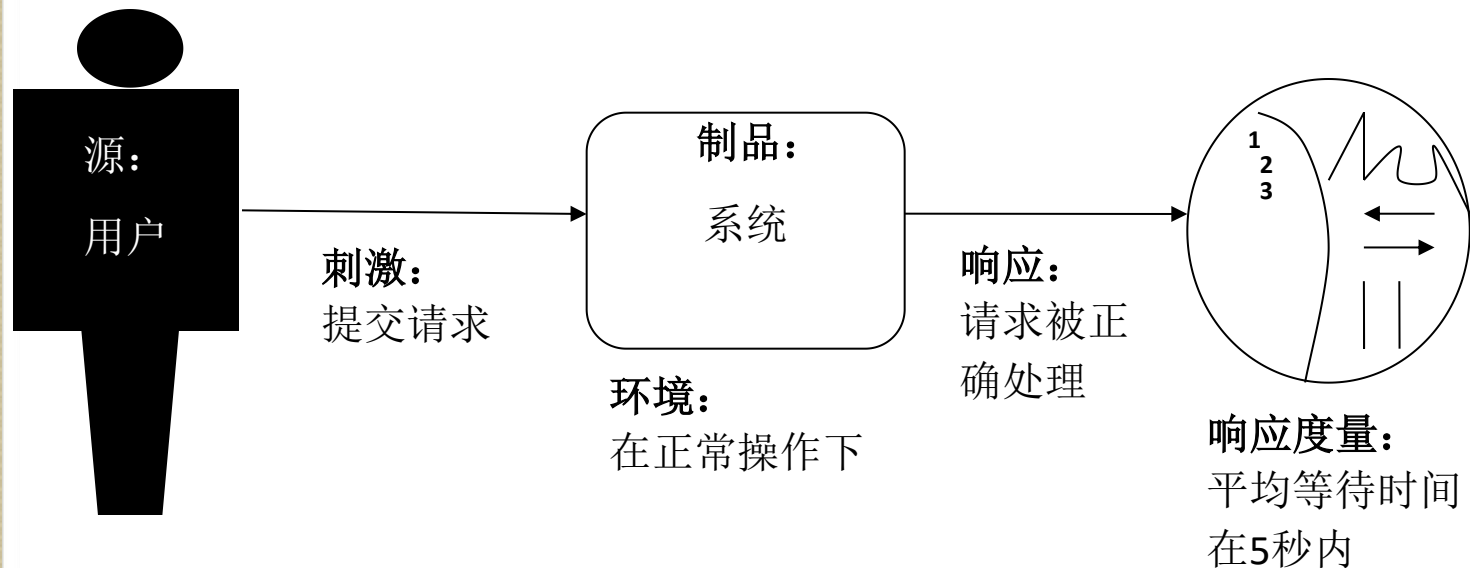 源：
用户
刺激：
提交请求
制品：
系统
环境：
在正常操作下
响应：
请求被正
确处理
1
2
3
响应度量：
平均等待时间
在5秒内